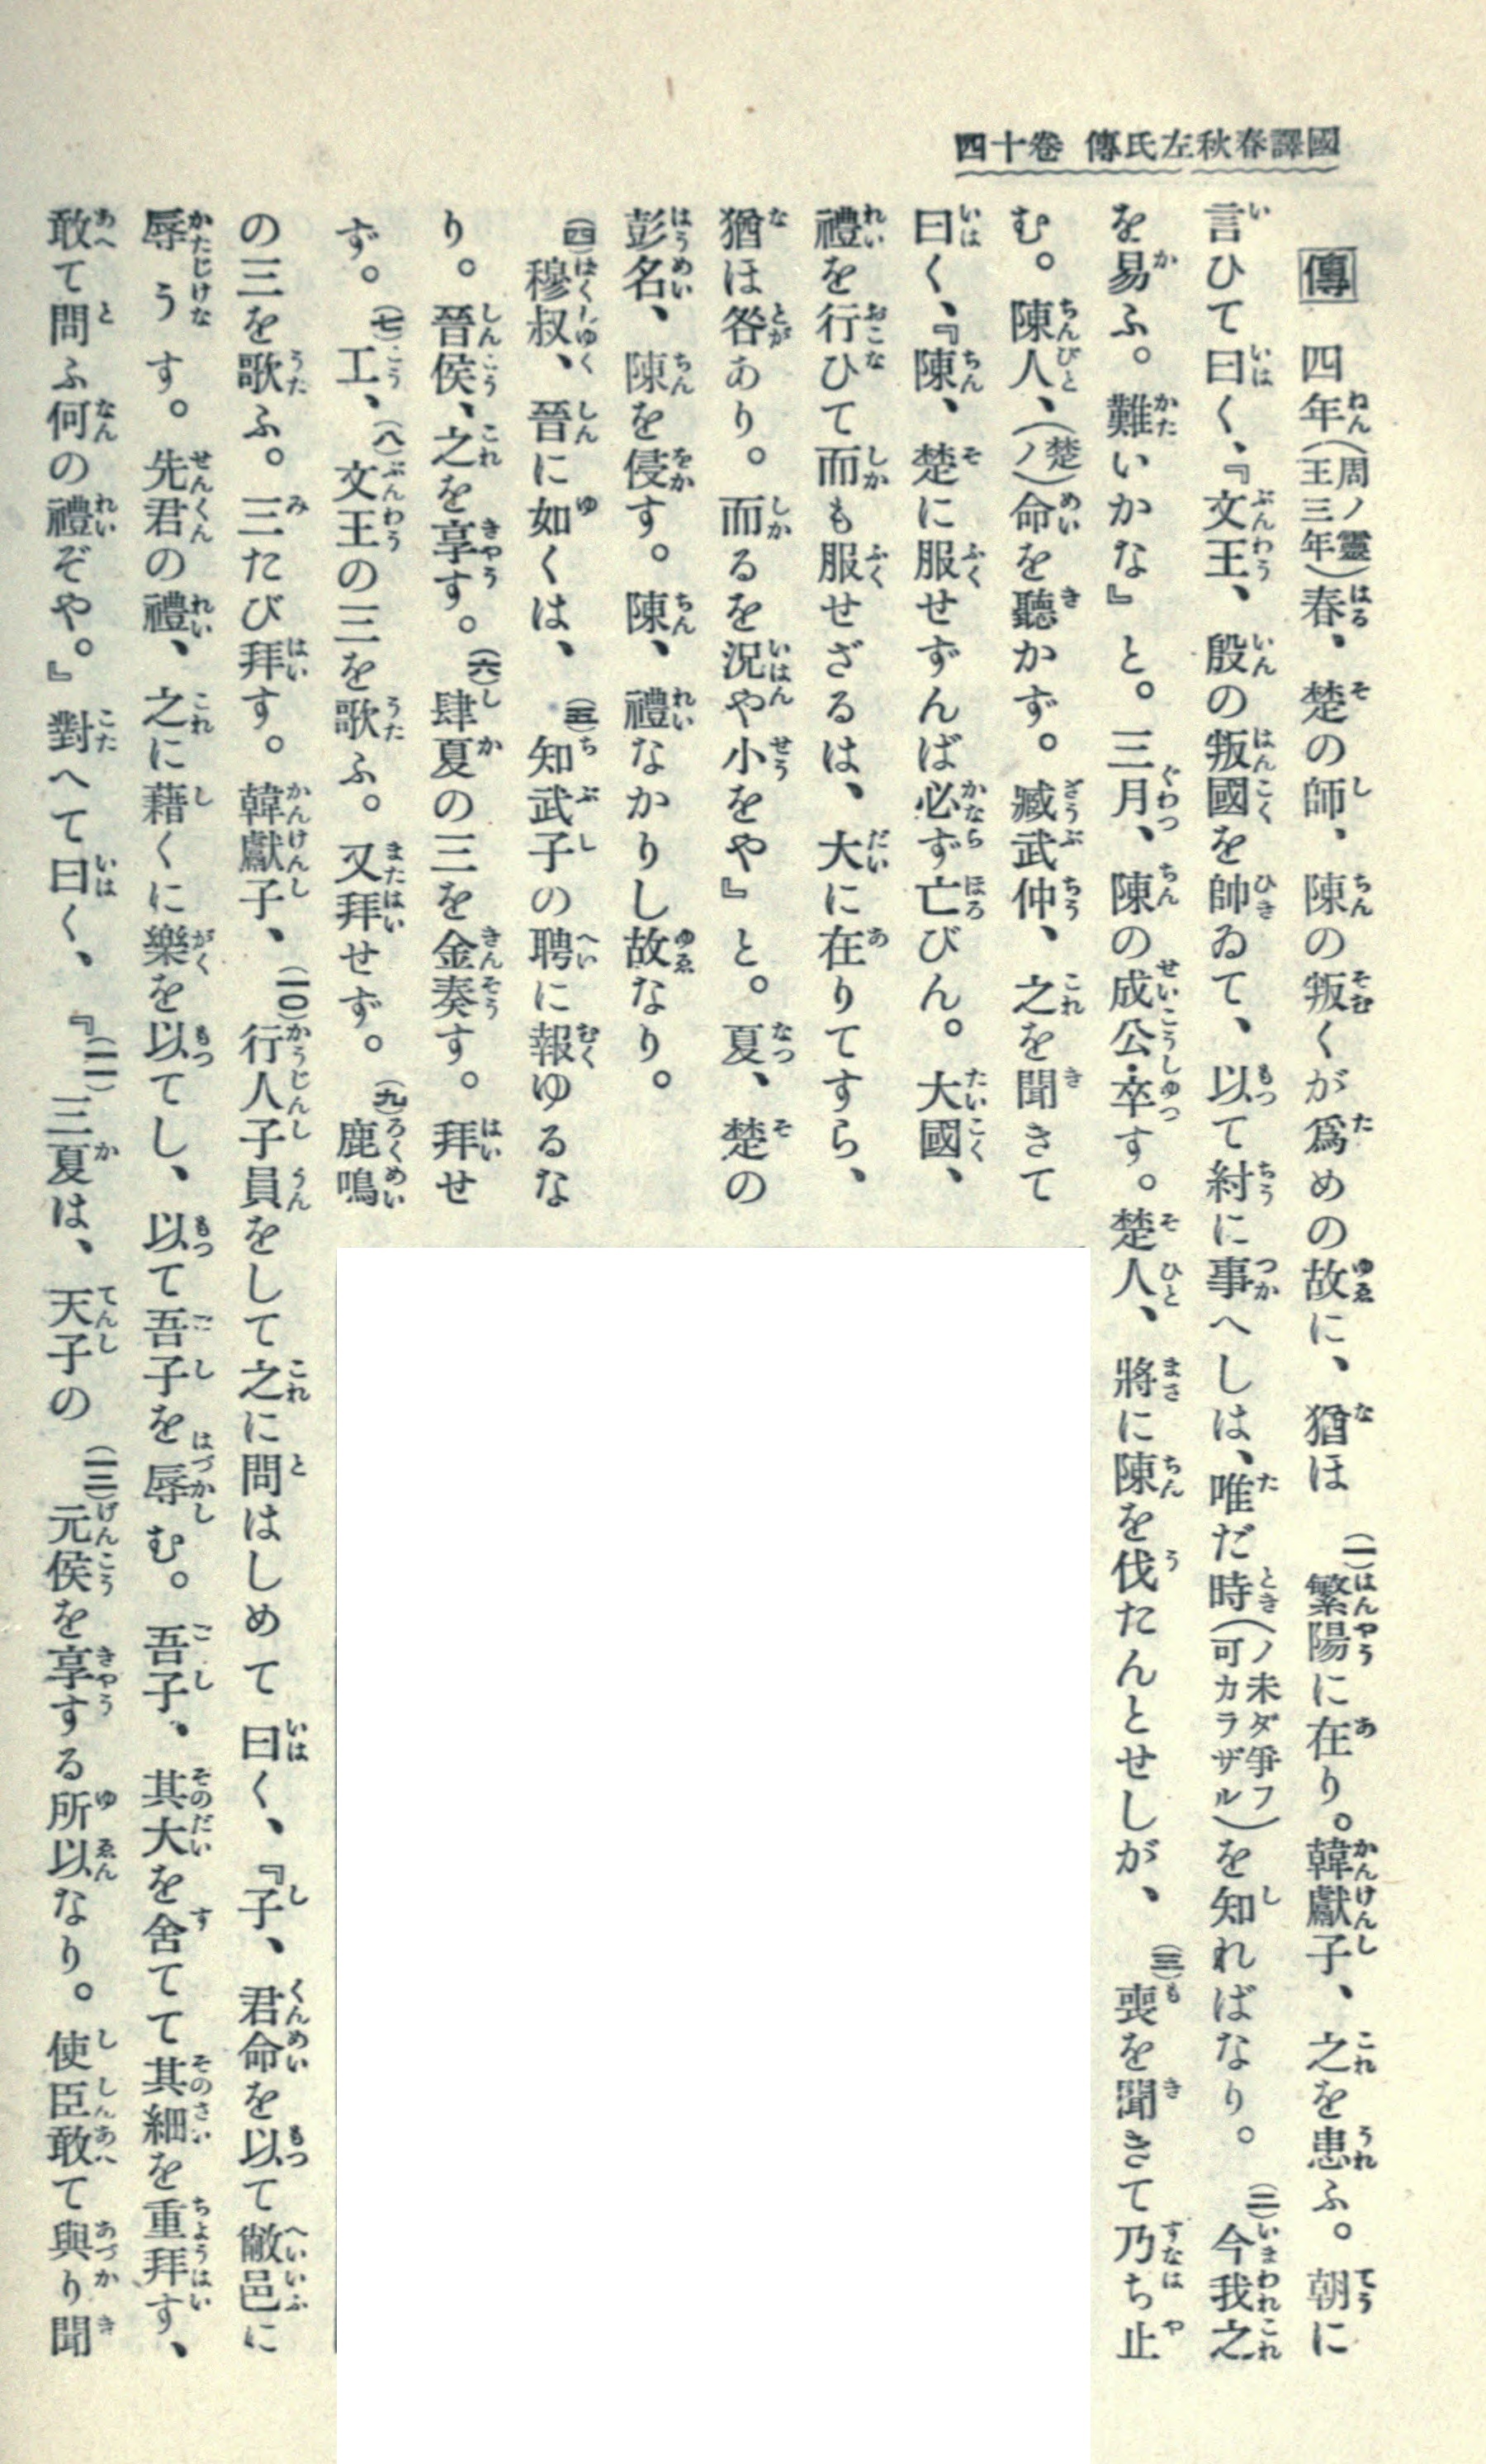 國譯春秋左氏傳 卷十四
傳 四年(周ノ靈王三年)春、楚の師、陳の叛くが爲めの故に、猶ほ(一)繁陽に在り。韓獻子、之を患ふ。朝に
言ひて曰く、『文王、殷の叛國を帥ゐて、以て紂に事へしは、唯だ時(ノ未ダ爭フ可カラザル)を知ればなり。(二)今我之
を易ふ。難いかな』と。三月、陳の成公・卒す。楚人、將に陳を伐たんとせしが、(三)喪を聞きて乃ち止
む。陳人、(楚ノ)命を聽かず。臧武仲、之を聞きて
曰く、『陳、楚に服せずんば必ず亡びん。大國、
禮を行ひて而も服せざるは、大に在りてすら、
猶ほ咎あり。而るを況や小をや』と。夏、楚の
彭名、陳を侵す。陳、禮なかりし故なり。
(四)穆叔、晉に如くは、(五)知武子の聘に報ゆるな
り。晉侯、之を享す。(六)肆夏の三を金奏す。拜せ
ず。(七)工、(八)文王の三を歌ふ。又拜せず。(九)鹿鳴
の三を歌ふ。三たび拜す。韓獻子、(一〇)行人子員をして之に問はしめて曰く、『子、君命を以て敝邑に
辱うす。先君の禮、之に藉くに樂を以てし、以て吾子を辱む。吾子、其大を舍てて其細を重拜す、
敢て問ふ何の禮ぞや。』對へて曰く、『(一一)三夏は、天子の(一二)元侯を享する所以なり。使臣敢て與り聞